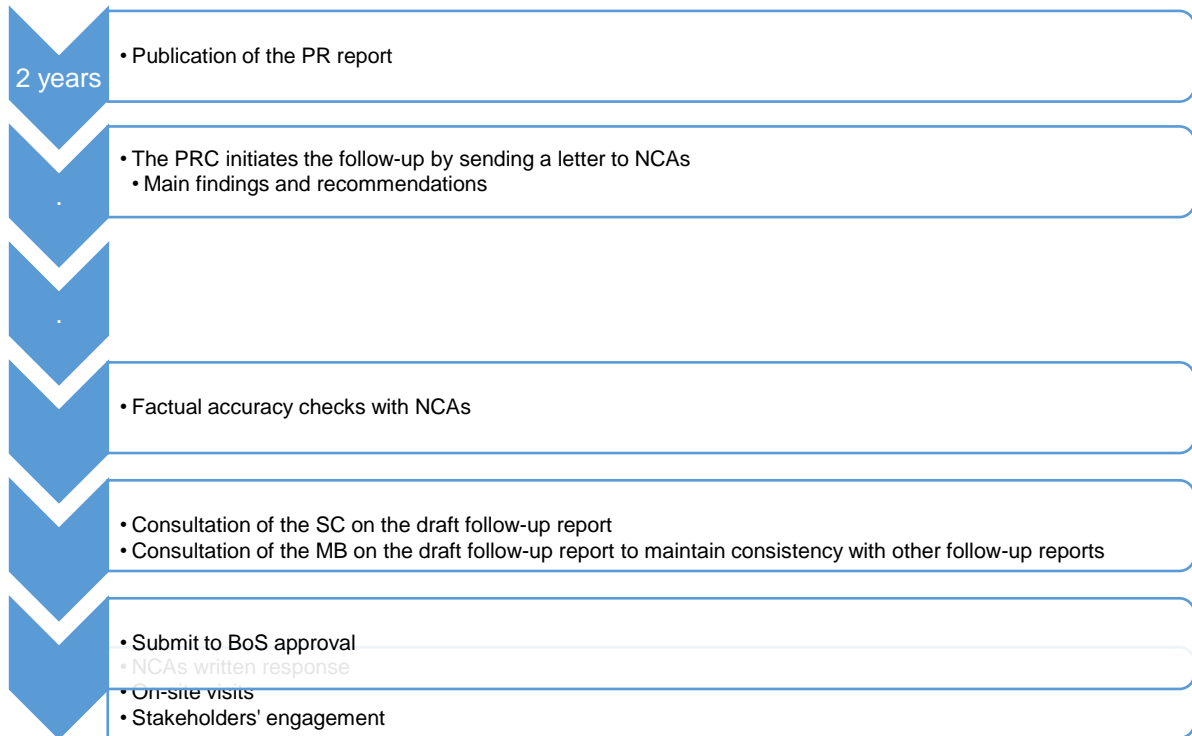 2 years
• Publication of the PR report
.
• The PRC initiates the follow-up by sending a letter to NCAs
• Main findings and recommendations
.
• Factual accuracy checks with NCAs
• Consultation of the SC on the draft follow-up report
• Consultation of the MB on the draft follow-up report to maintain consistency with other follow-up reports
• Submit to BoS approval
• NCAs written response
• On-site visits
• Stakeholders' engagement